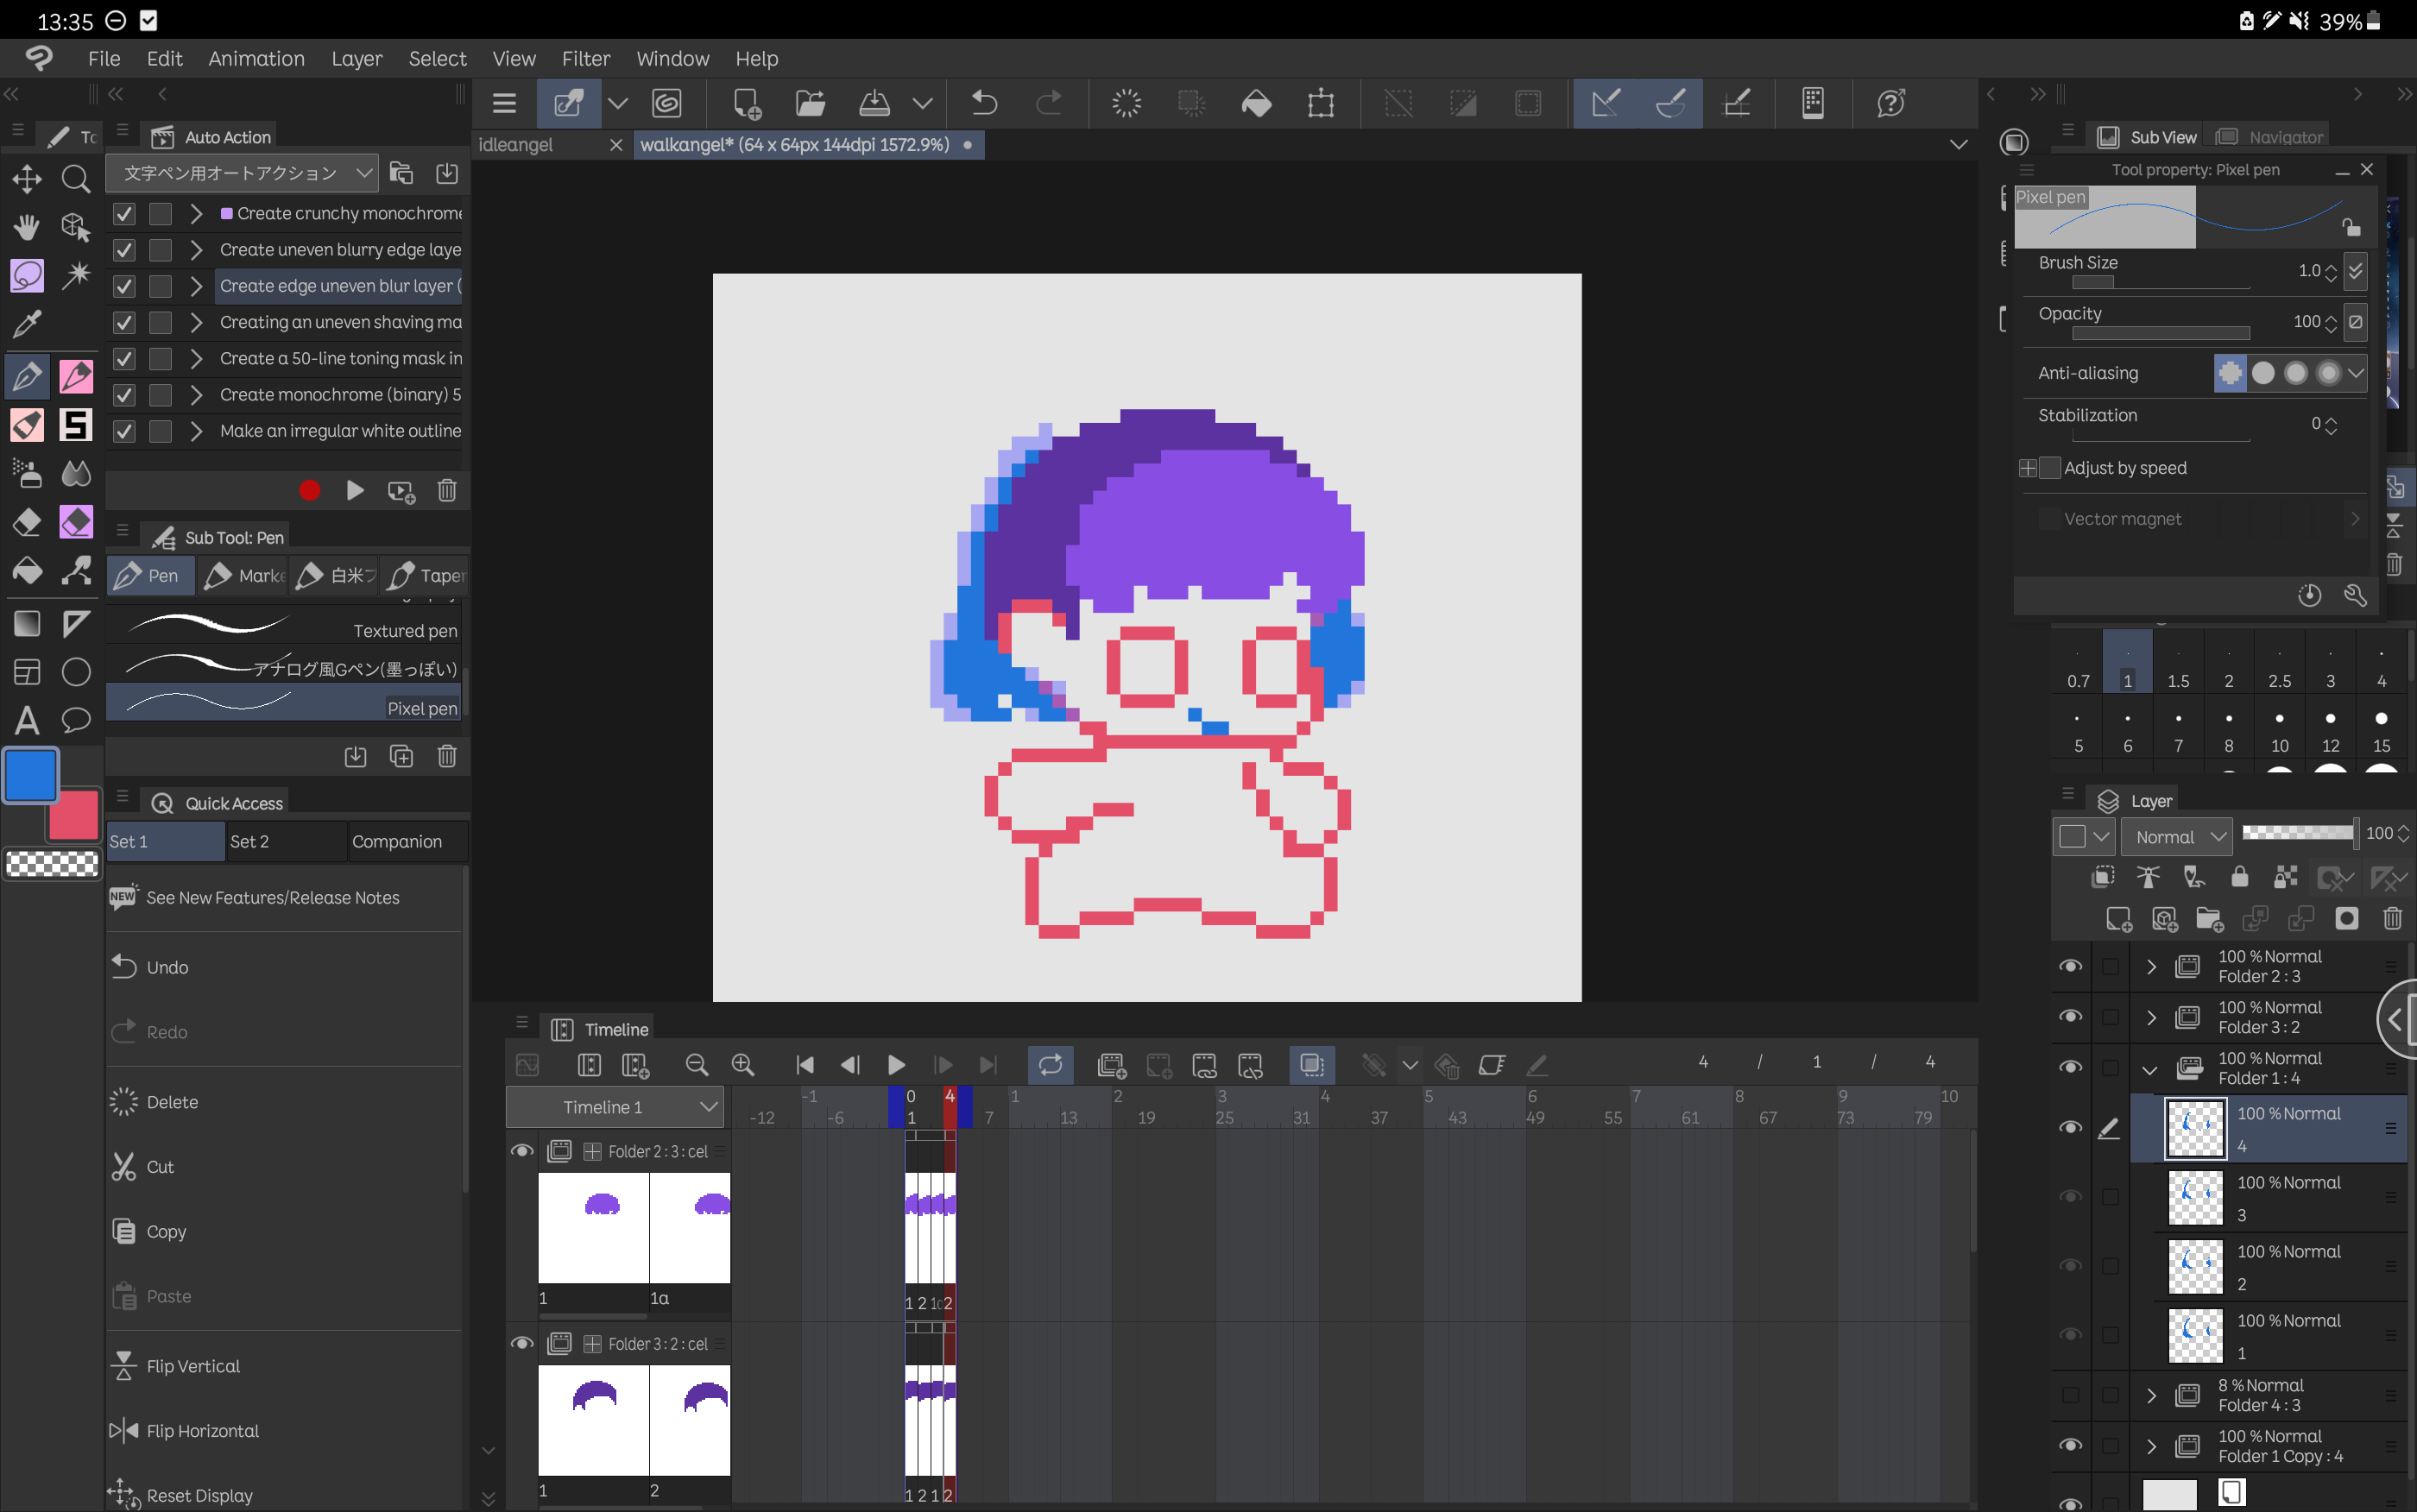 13:35
39%
File Edit Animation Layer Select View Filter Window Help
Auto Action
文字ペン用オートアクション
Create crunchy monochrome
Create uneven blurry edge laye
Create edge uneven blur layer (
Creating an uneven shaving ma
Create a 50-line toning mask in
Create monochrome (binary) 5
Make an irregular white outline
Sub Tool: Pen
Pen Marke 白米フ Taper
Textured pen
アナログ風Gペン(墨っぽい)
Pixel pen
Quick Access
Set 1 Set 2 Companion
NEW See New Features/Release Notes
Undo
Redo
Delete
Cut
Copy
Paste
Flip Vertical
Flip Horizontal
Reset Display
idleangel
walkangel* (64 x 64px 144dpi 1572.9%)
Timeline
4 / 1 / 4
Timeline 1
-1 0 4 1 2 3 4 5 6 7 8 9 10
-12 -6 1 7 13 19 25 31 37 43 49 55 61 67 73 79
Folder 2 : 3 : cel
1 1a
1 2 2
Folder 3 : 2 : cel
1 2
1 2 1 2
Sub View Navigator
Tool property: Pixel pen
Pixel pen
Brush Size 1.0
Opacity 100
Anti-aliasing
Stabilization 0
Adjust by speed
Vector magnet
0.7 1 1.5 2 2.5 3 4
5 6 7 8 10 12 15
Layer
Normal 100
100 % Normal
Folder 2 : 3
100 % Normal
Folder 3 : 2
100 % Normal
Folder 1 : 4
100 % Normal
4
100 % Normal
3
100 % Normal
2
100 % Normal
1
8 % Normal
Folder 4 : 3
100 % Normal
Folder 1 Copy : 4